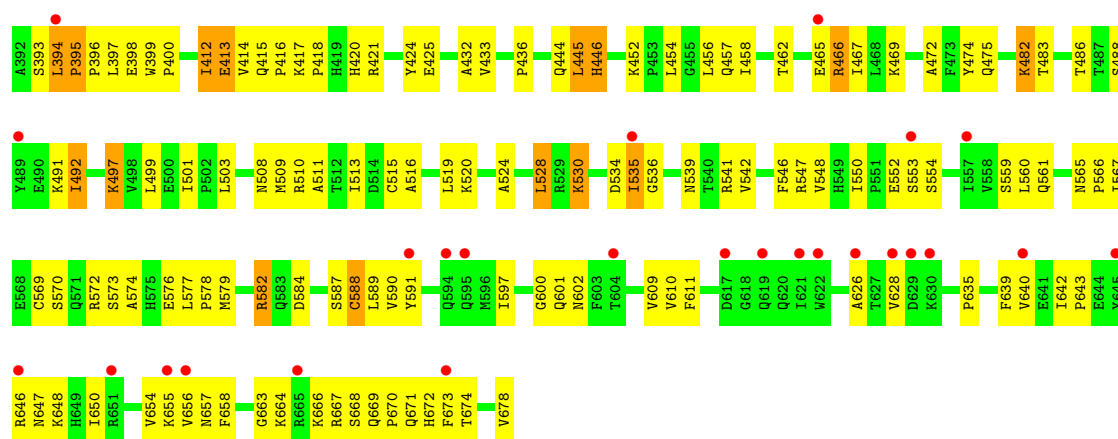 A392 S393 L394 P395 P396 L397 E398 W399 P400 I412 E413 V414 Q415 P416 K417 P418 H419 H420 R421 Y424 E425 A432 V433 P436 Q444 L445 H446 K452 P453 L454 G455 L456 Q457 I458 T462 E465 R466 I467 L468 K469 A472 F473 Y474 Q475 K482 T483 T486 T487 S488
Y489 E490 K491 I492 K497 V498 L499 E500 I501 P502 L503 N508 M509 R510 A511 T512 I513 D514 C515 A516 L519 K520 A524 L528 R529 K530 D534 I535 G536 N539 T540 R541 V542 F546 R547 V548 H549 I550 P551 E552 S553 S554 I557 V558 S559 L560 Q561 N565 P566 I567
E568 C569 S570 Q571 R572 S573 A574 H575 E576 L577 P578 M579 R582 Q583 D584 S587 C588 L589 V590 Y591 Q594 Q595 M596 I597 G600 Q601 N602 F603 T604 V609 V610 F611 D617 G618 Q619 Q620 I621 W622 A626 T627 V628 D629 K630 P635 F639 V640 E641 I642 P643 E644 Y645
R646 N647 K648 H649 I650 R651 V654 K655 V656 N657 F658 G663 K664 R665 K666 R667 S668 Q669 P670 Q671 H672 F673 T674 V678